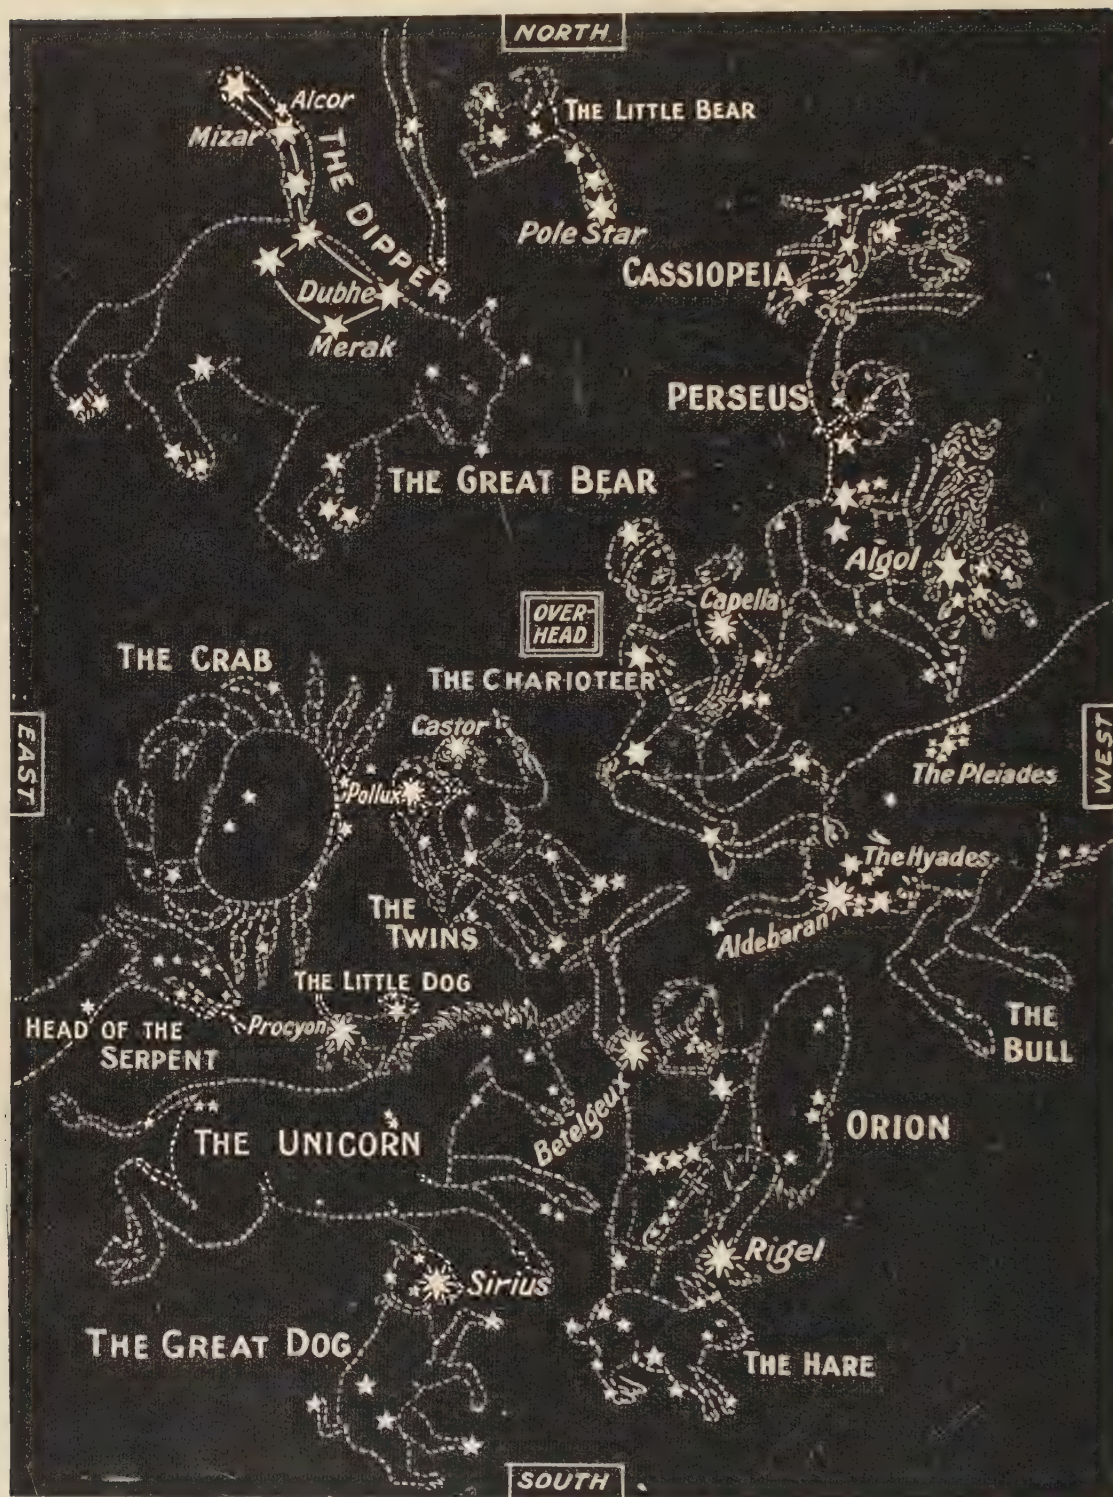 NORTH
Alcor
Mizar
THE DIPPER
THE LITTLE BEAR
Pole Star
CASSIOPEIA
Dubhe
Merak
PERSEUS
THE GREAT BEAR
Algol
OVER-
HEAD
Capella
THE CRAB
THE CHARIOTEER
EAST
Castor
Pollux
WEST
The Pleiades
The Hyades
Aldebaran
THE
TWINS
THE LITTLE DOG
Procyon
HEAD OF THE
SERPENT
THE
BULL
Betelgeux
ORION
THE UNICORN
Rigel
Sirius
THE GREAT DOG
THE HARE
SOUTH